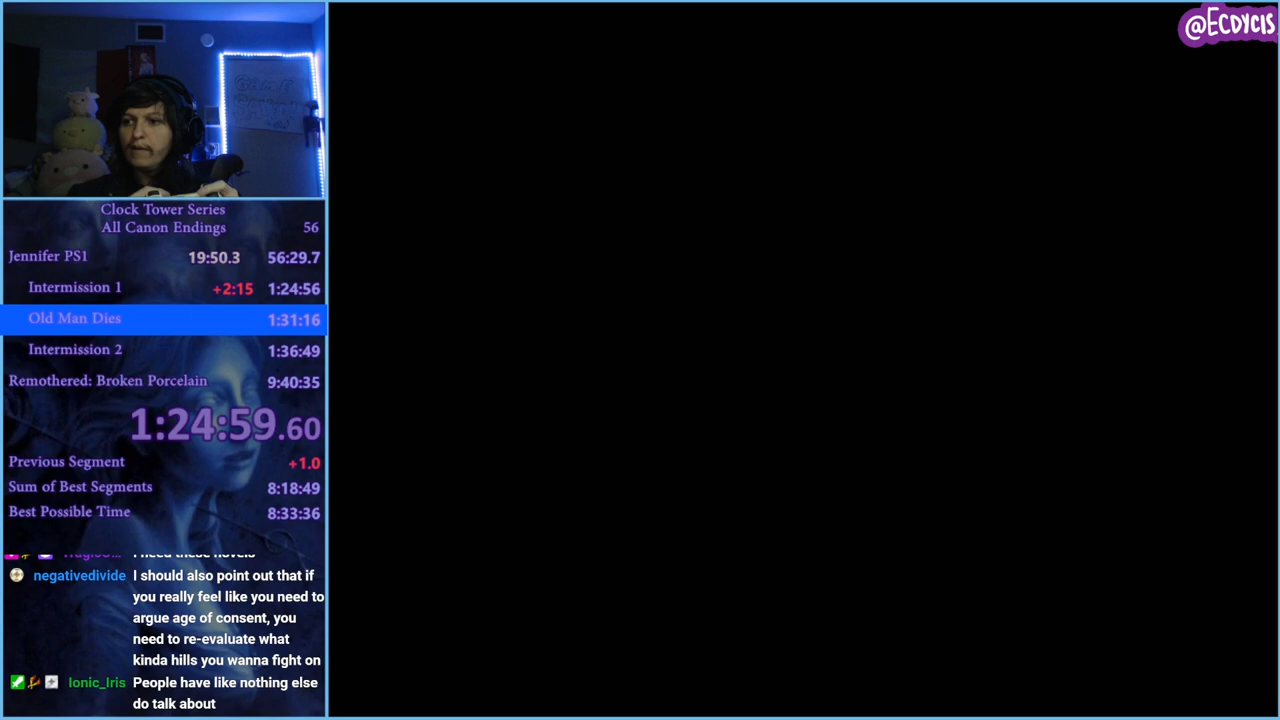 @ECDYCIS
Clock Tower Series
All Canon Endings 56
Jennifer PS1 19:50.3 56:29.7
Intermission 1 +2:15 1:24:56
Old Man Dies 1:31:16
Intermission 2 1:36:49
Remothered: Broken Porcelain 9:40:35
1:24:59.60
Previous Segment +1.0
Sum of Best Segments 8:18:49
Best Possible Time 8:33:36
I need these novels
negativedivide I should also point out that if
you really feel like you need to
argue age of consent, you
need to re-evaluate what
kinda hills you wanna fight on
Ionic_Iris People have like nothing else
do talk about